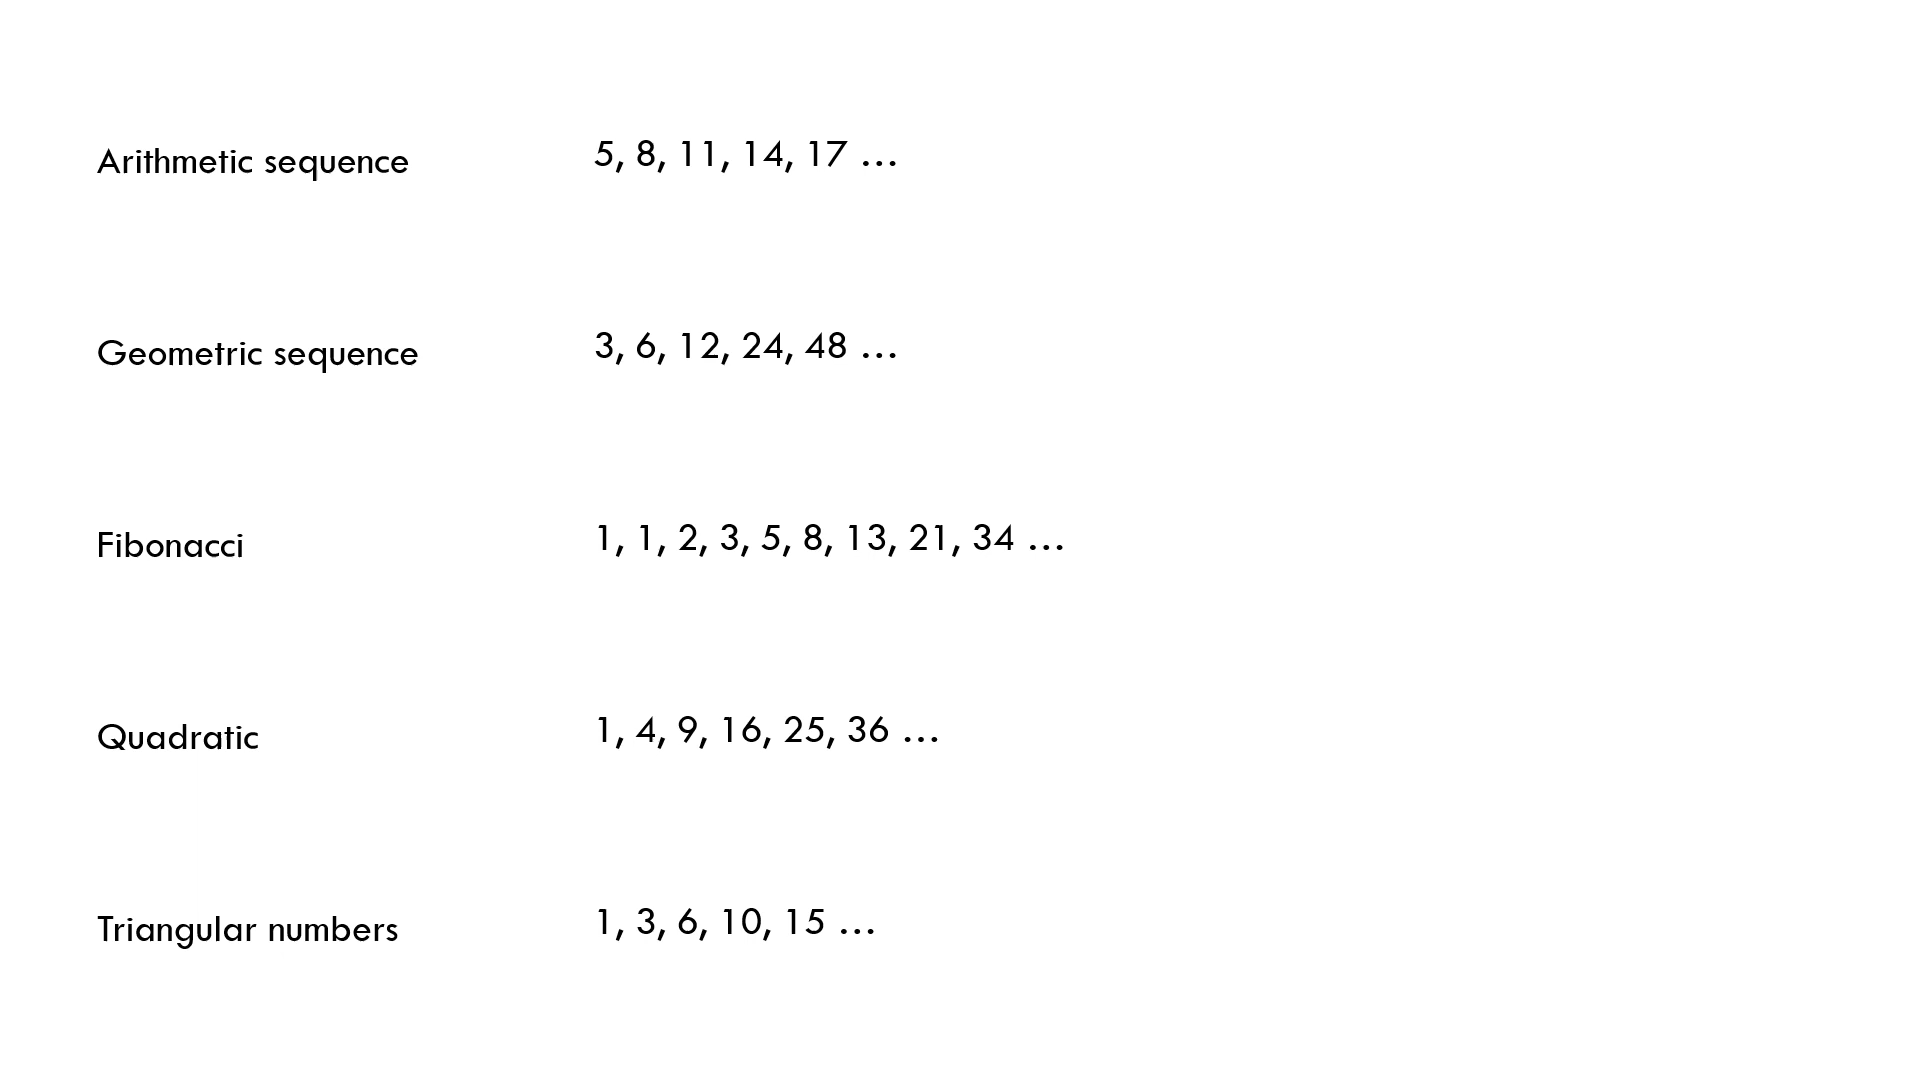 Arithmetic sequence 5, 8, 11, 14, 17 …
Geometric sequence 3, 6, 12, 24, 48 …
Fibonacci 1, 1, 2, 3, 5, 8, 13, 21, 34 …
Quadratic 1, 4, 9, 16, 25, 36 …
Triangular numbers 1, 3, 6, 10, 15 …